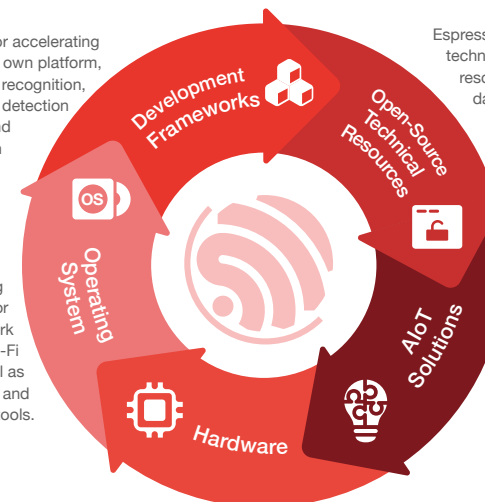 or accelerating
own platform,
recognition,
detection
Espress
techn
reso
da
Development
Frameworks
Open-Source
Technical
Resources
OS
Operating
System
or
rk
-Fi
as
and
ools.
AIoT
Solutions
Hardware